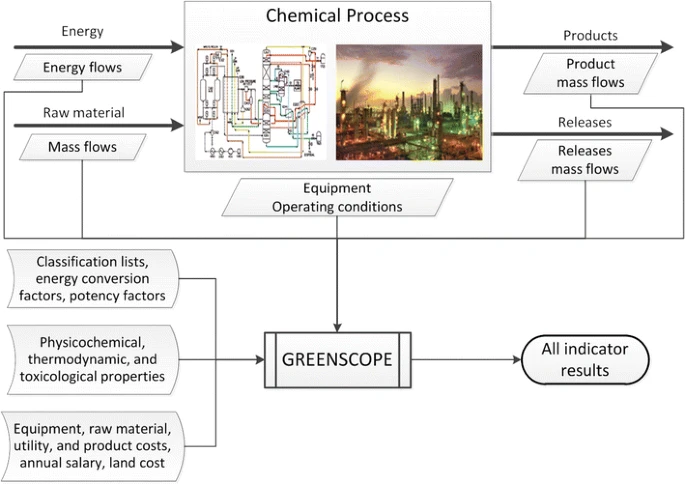 Chemical Process
Energy
Energy flows
Raw material
Mass flows
Products
Product
mass flows
Releases
Releases
mass flows
Equipment
Operating conditions
Classification lists,
energy conversion
factors, potency factors
Physicochemical,
thermodynamic, and
toxicological properties
Equipment, raw material,
utility, and product costs,
annual salary, land cost
GREENSCOPE
All indicator
results